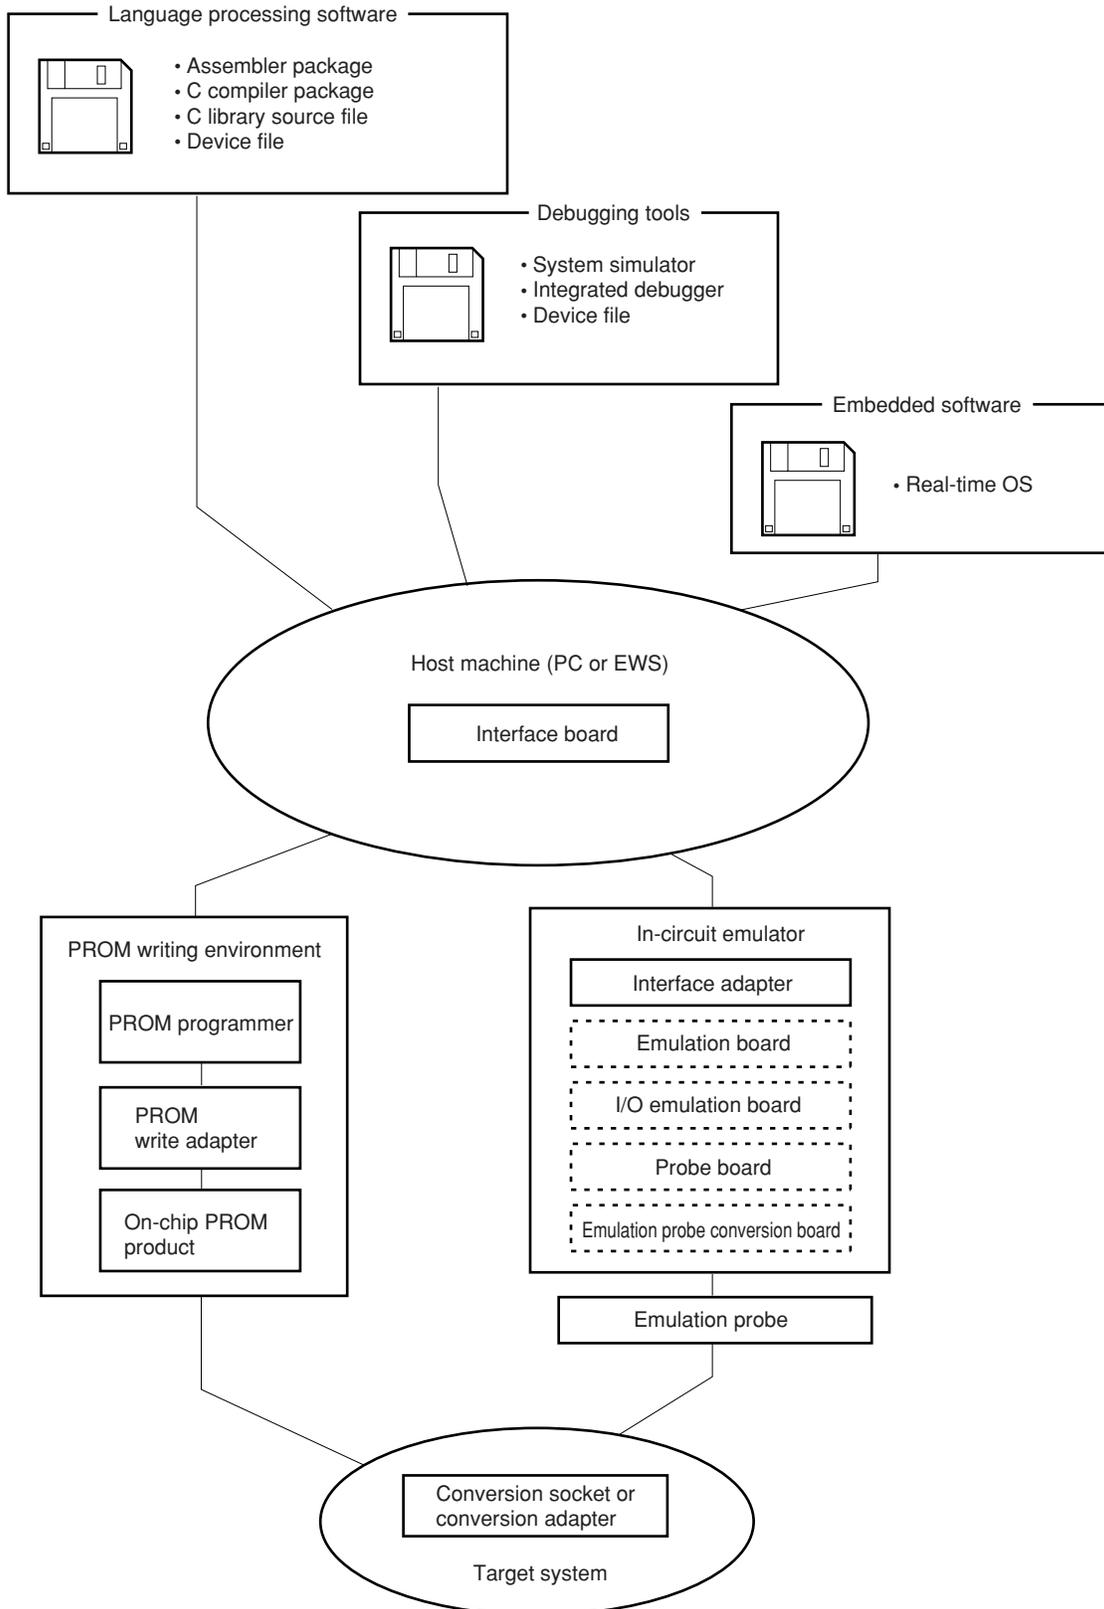 Language processing software
• Assembler package
• C compiler package
• C library source file
• Device file
Debugging tools
• System simulator
• Integrated debugger
• Device file
Embedded software
• Real-time OS
Host machine (PC or EWS)
Interface board
PROM writing environment
PROM programmer
PROM
write adapter
On-chip PROM
product
In-circuit emulator
Interface adapter
Emulation board
I/O emulation board
Probe board
Emulation probe conversion board
Emulation probe
Conversion socket or
conversion adapter
Target system